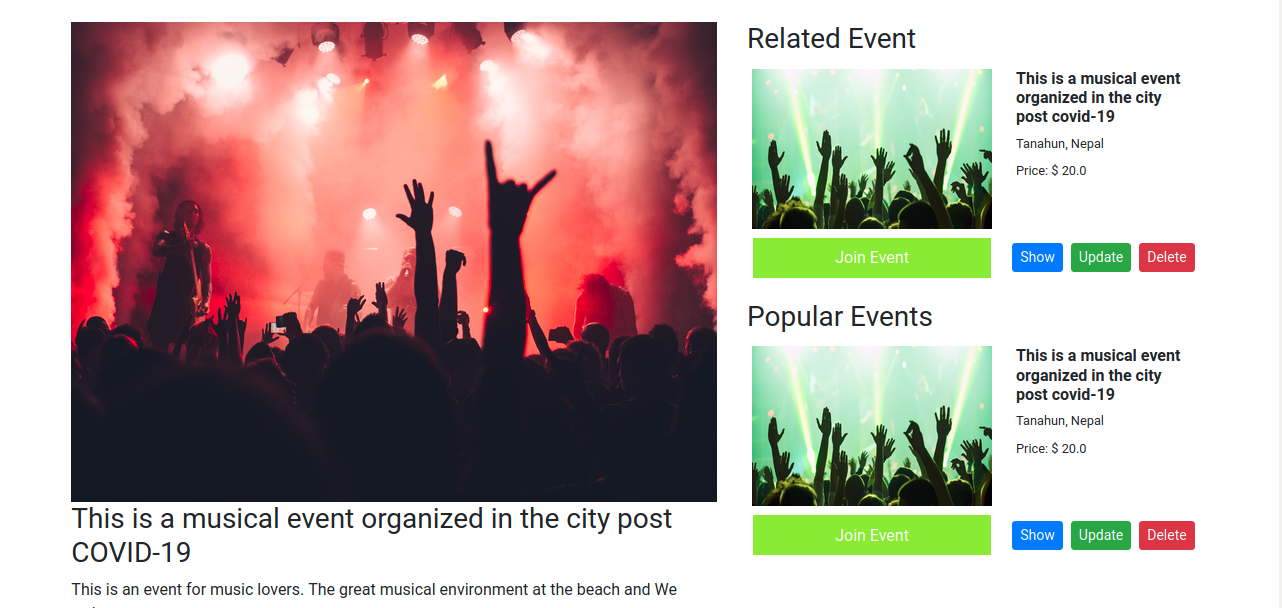 This is a musical event organized in the city post
COVID-19
This is an event for music lovers. The great musical environment at the beach and We
Related Event
This is a musical event
organized in the city
post covid-19
Tanahun, Nepal
Price: $ 20.0
Join Event
Show
Update
Delete
Popular Events
This is a musical event
organized in the city
post covid-19
Tanahun, Nepal
Price: $ 20.0
Join Event
Show
Update
Delete